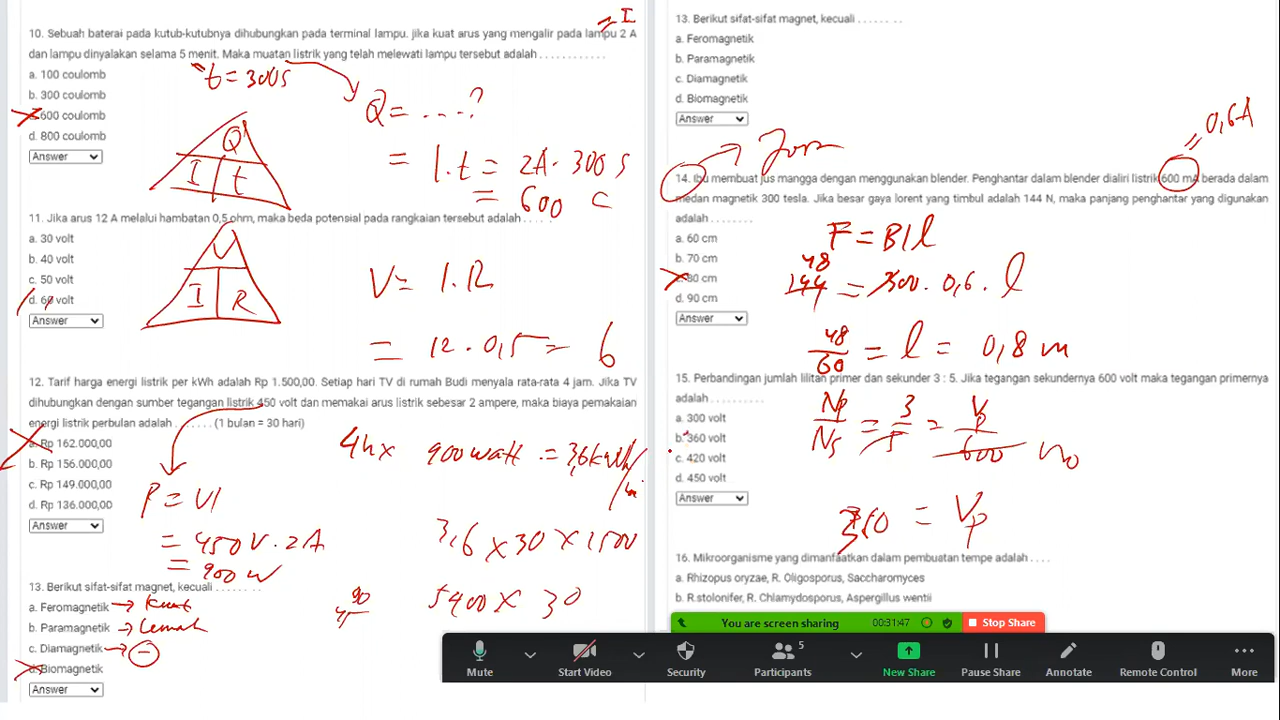 10. Sebuah baterai pada kutub-kutubnya dihubungkan pada terminal lampu. jika kuat arus yang mengalir pada lampu 2 A
dan lampu dinyalakan selama 5 menit. Maka muatan listrik yang telah melewati lampu tersebut adalah . . . . . . . . . . . .
I
a. 100 coulomb
b. 300 coulomb
600 coulomb
d. 800 coulomb
Answer
t = 300s
Q
I t
Q = ....?
= I.t = 2A . 300 s
= 600 C
11. Jika arus 12 A melalui hambatan 0,5 ohm, maka beda potensial pada rangkaian tersebut adalah . . . . . .
a. 30 volt
b. 40 volt
c. 50 volt
d. 60 volt
Answer
V
I R
V = I.R
= 12 . 0,5 = 6
12. Tarif harga energi listrik per kWh adalah Rp 1.500,00. Setiap hari TV di rumah Budi menyala rata-rata 4 jam. Jika TV
dihubungkan dengan sumber tegangan listrik 450 volt dan memakai arus listrik sebesar 2 ampere, maka biaya pemakaian
energi listrik perbulan adalah . . . . . . . (1 bulan = 30 hari)
a. Rp 162.000,00
b. Rp 156.000,00
c. Rp 149.000,00
d. Rp 136.000,00
Answer
4h x 900 watt = 3,6 kWh/
P = VI
= 450 V . 2A
= 900 W
3,6 x 30 x 1500
5400 x 30
90
13. Berikut sifat-sifat magnet, kecuali . . . . . . . .
a. Feromagnetik → kuat
b. Paramagnetik → lemah
c. Diamagnetik → −
Biomagnetik
Answer
13. Berikut sifat-sifat magnet, kecuali . . . . . . . .
a. Feromagnetik
b. Paramagnetik
c. Diamagnetik
d. Biomagnetik
Answer
= 0,6A
14. Ibu membuat jus mangga dengan menggunakan blender. Penghantar dalam blender dialiri listrik 600 mA berada dalam
medan magnetik 300 tesla. Jika besar gaya lorent yang timbul adalah 144 N, maka panjang penghantar yang digunakan
adalah . . . . . . . .
a. 60 cm
b. 70 cm
80 cm
d. 90 cm
Answer
F = B I l
48
144 = 300 . 0,6 . l
48/60 = l = 0,8 m
15. Perbandingan jumlah lilitan primer dan sekunder 3 : 5. Jika tegangan sekundernya 600 volt maka tegangan primernya
adalah . . . . . . . . . . . .
a. 300 volt
b. 360 volt
c. 420 volt
d. 450 volt
Answer
Np/Ns = 3/5 = Vp/600
= Vp
16. Mikroorganisme yang dimanfaatkan dalam pembuatan tempe adalah . . . .
a. Rhizopus oryzae, R. Oligosporus, Saccharomyces
b. R.stolonifer, R. Chlamydosporus, Aspergillus wentii
You are screen sharing 00:31:47 Stop Share
Mute
Start Video
Security
5
Participants
New Share
Pause Share
Annotate
Remote Control
More